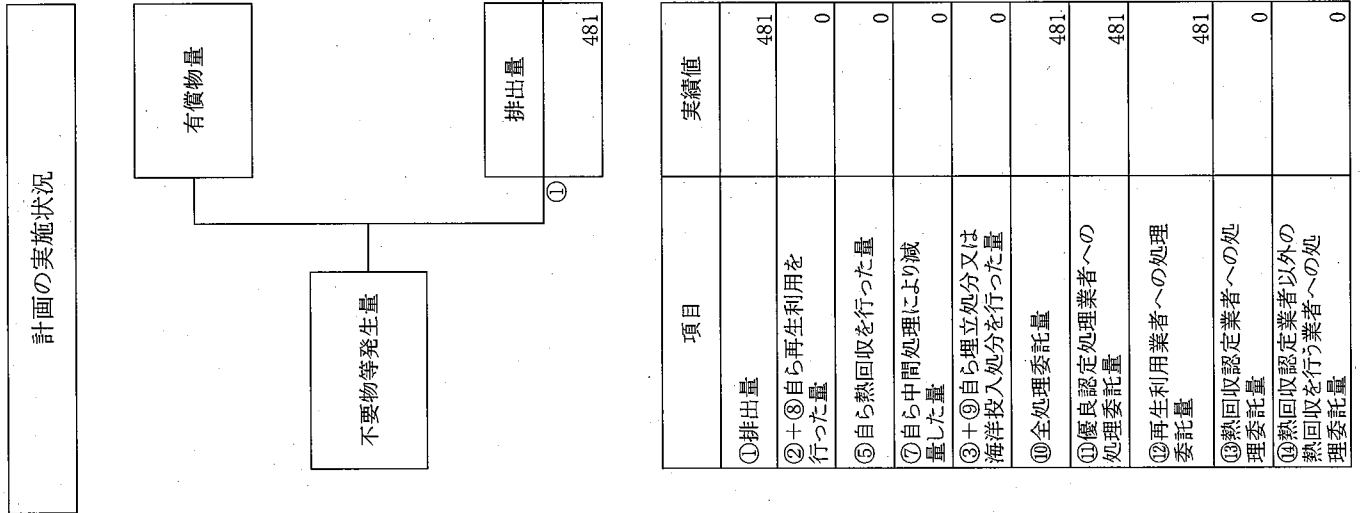 計画の実施状況
有償物量
不要物等発生量
排出量
①
481
項目
実績値
①排出量
481
②+⑧自ら再生利用を
行った量
0
⑤自ら熱回収を行った量
0
⑦自ら中間処理により減
量した量
0
③+⑨自ら埋立処分又は
海洋投入処分を行った量
0
⑩全処理委託量
481
⑪優良認定処理業者への
処理委託量
481
⑫再生利用業者への処理
委託量
481
⑬熱回収認定業者への処
理委託量
0
⑭熱回収認定業者以外の
熱回収を行う業者への処
理委託量
0